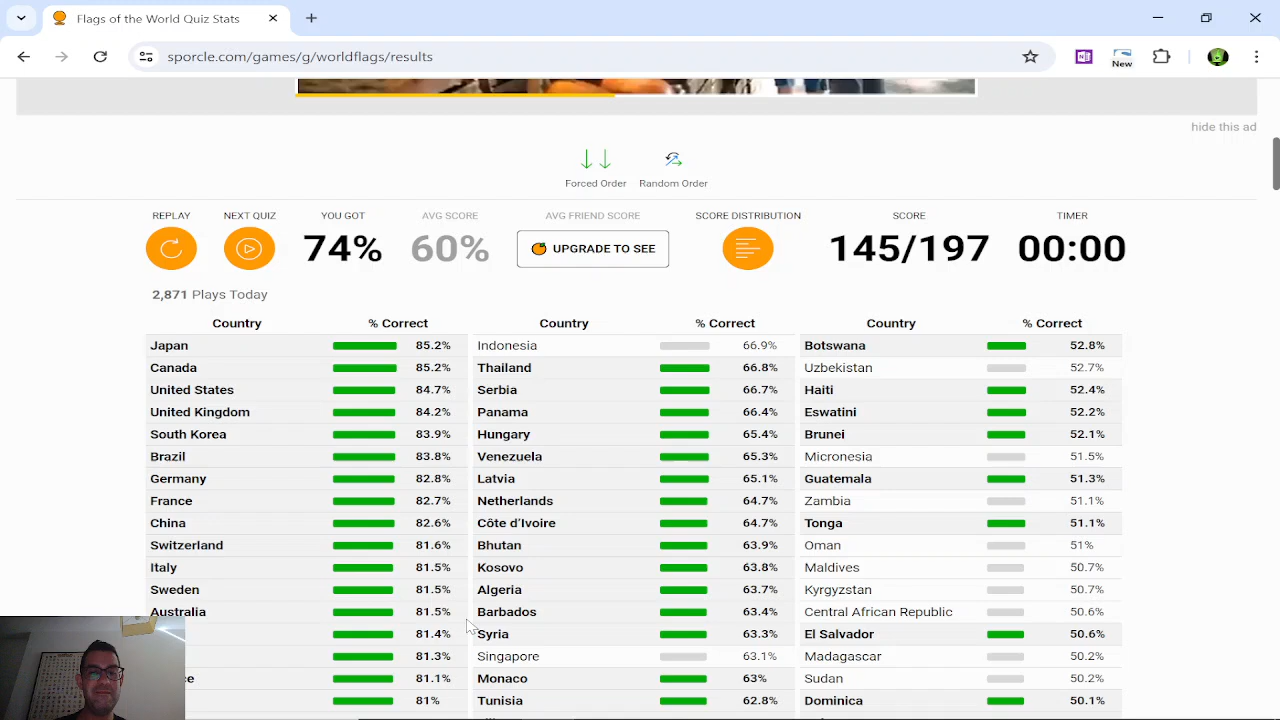 Flags of the World Quiz Stats
sporcle.com/games/g/worldflags/results
New
hide this ad
Forced Order Random Order
REPLAY NEXT QUIZ YOU GOT AVG SCORE AVG FRIEND SCORE SCORE DISTRIBUTION SCORE TIMER
74% 60% UPGRADE TO SEE 145/197 00:00
2,871 Plays Today
Country % Correct Country % Correct Country % Correct
Japan 85.2% Indonesia 66.9% Botswana 52.8%
Canada 85.2% Thailand 66.8% Uzbekistan 52.7%
United States 84.7% Serbia 66.7% Haiti 52.4%
United Kingdom 84.2% Panama 66.4% Eswatini 52.2%
South Korea 83.9% Hungary 65.4% Brunei 52.1%
Brazil 83.8% Venezuela 65.3% Micronesia 51.5%
Germany 82.8% Latvia 65.1% Guatemala 51.3%
France 82.7% Netherlands 64.7% Zambia 51.1%
China 82.6% Côte d'Ivoire 64.7% Tonga 51.1%
Switzerland 81.6% Bhutan 63.9% Oman 51%
Italy 81.5% Kosovo 63.8% Maldives 50.7%
Sweden 81.5% Algeria 63.7% Kyrgyzstan 50.7%
Australia 81.5% Barbados 63.4% Central African Republic 50.6%
81.4% Syria 63.3% El Salvador 50.6%
81.3% Singapore 63.1% Madagascar 50.2%
ce 81.1% Monaco 63% Sudan 50.2%
81% Tunisia 62.8% Dominica 50.1%